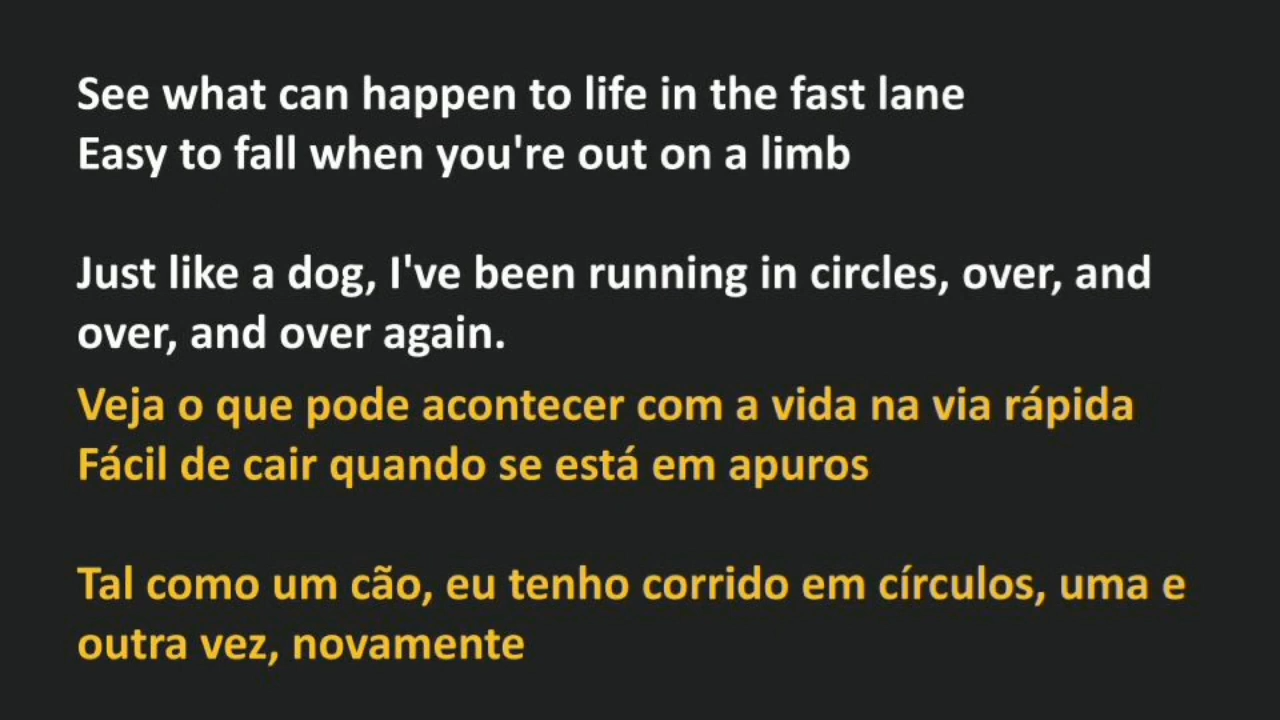 See what can happen to life in the fast lane
Easy to fall when you're out on a limb
Just like a dog, I've been running in circles, over, and
over, and over again.
Veja o que pode acontecer com a vida na via rápida
Fácil de cair quando se está em apuros
Tal como um cão, eu tenho corrido em círculos, uma e
outra vez, novamente